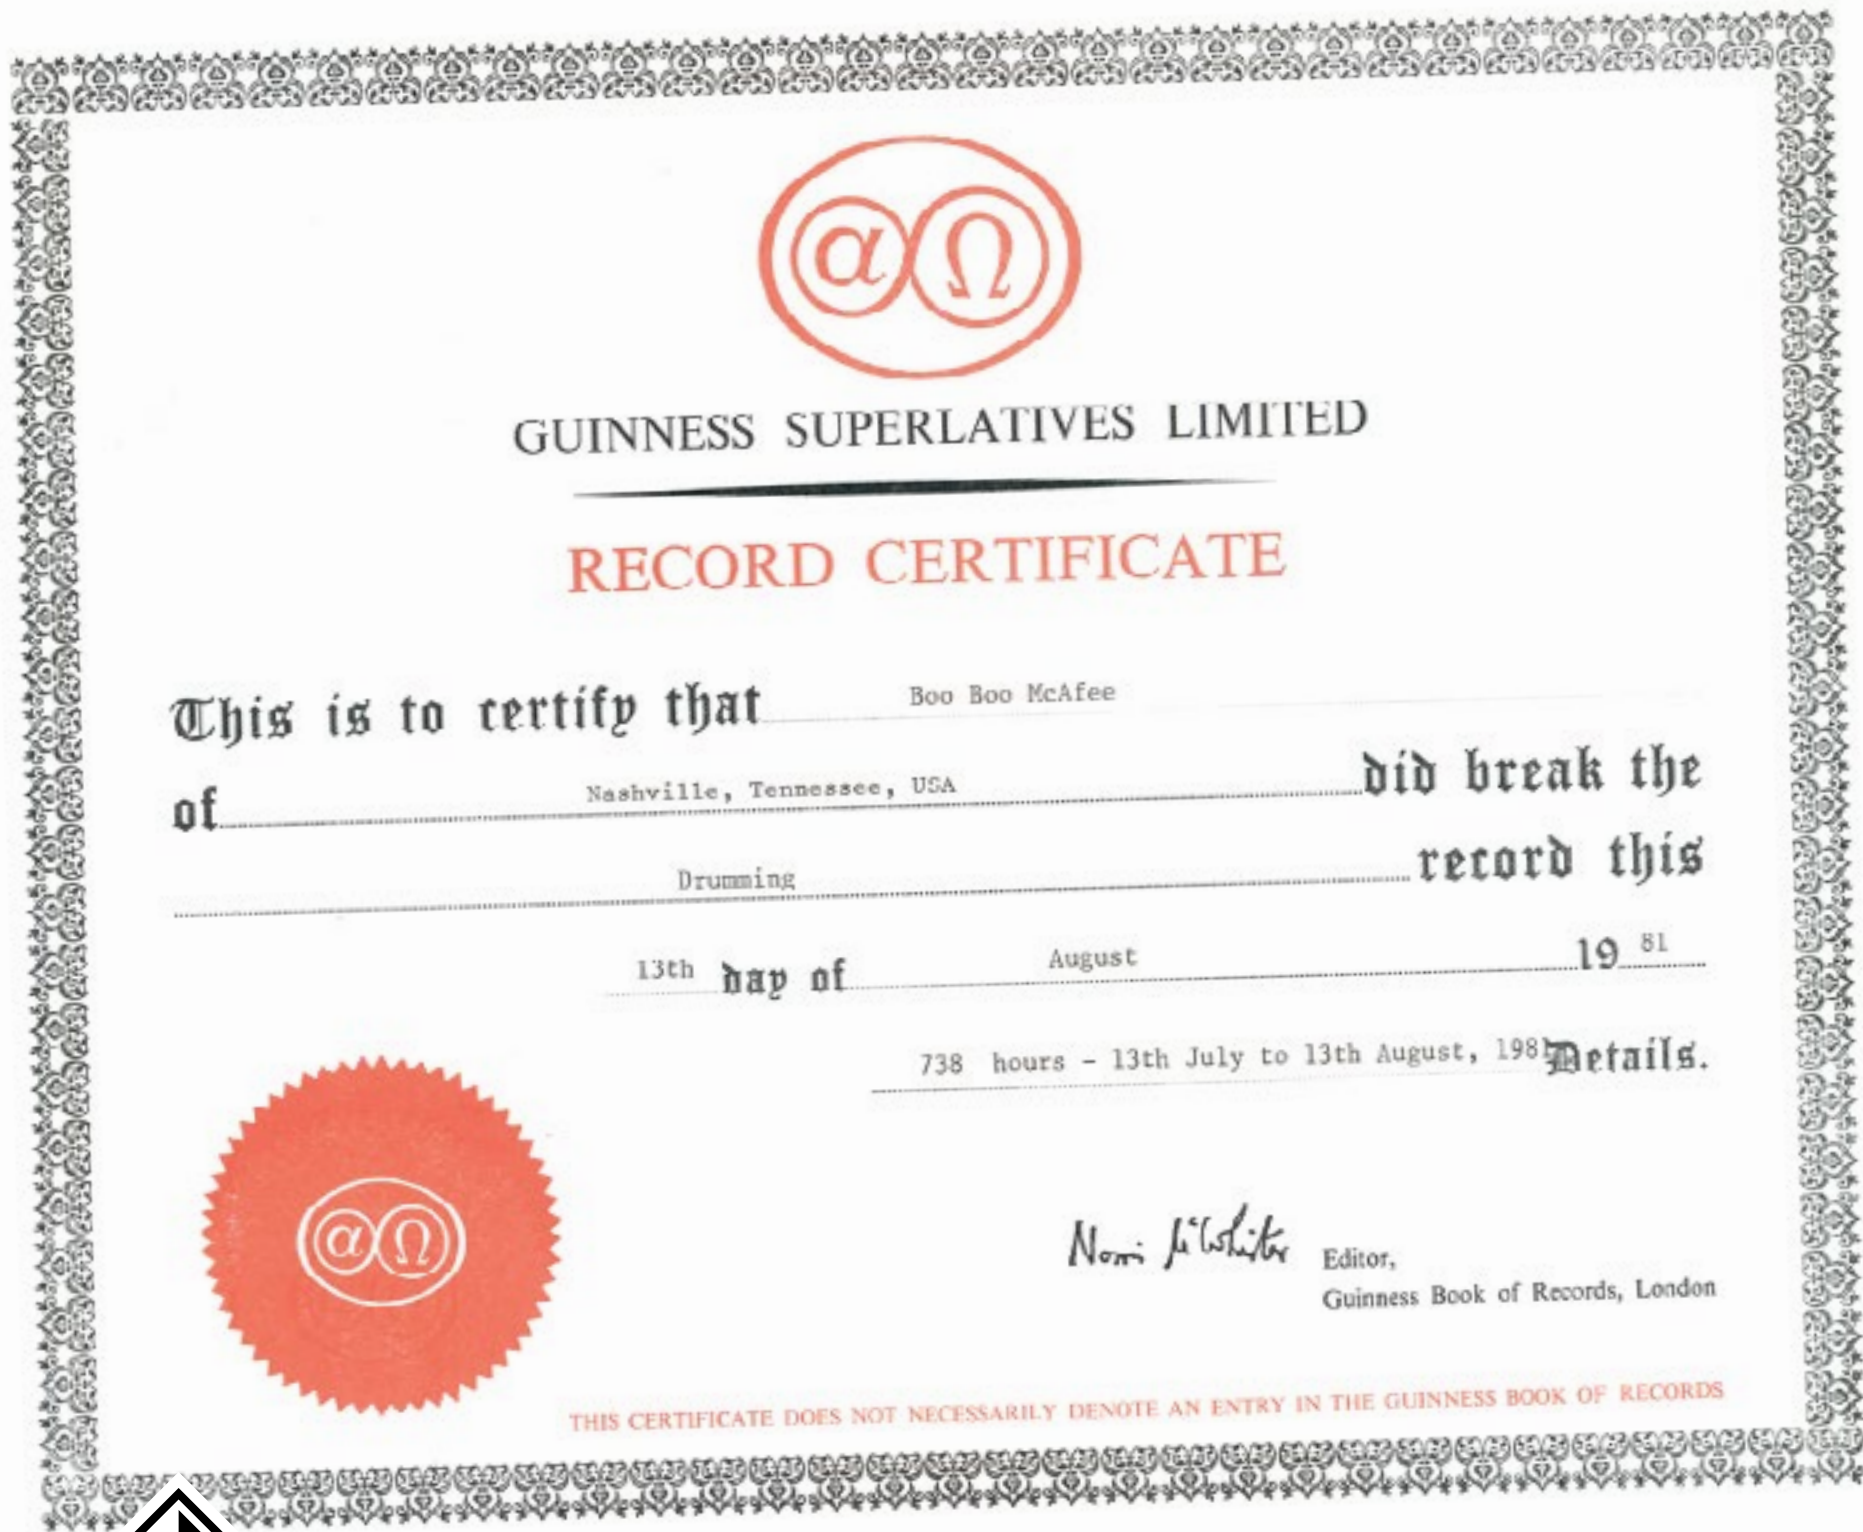 α Ω
GUINNESS SUPERLATIVES LIMITED
RECORD CERTIFICATE
This is to certify that Boo Boo McAfee
of Nashville, Tennessee, USA did break the
Drumming record this
13th day of August 19 81
738 hours - 13th July to 13th August, 1981 Details.
α Ω
Norris McWhirter Editor,
Guinness Book of Records, London
THIS CERTIFICATE DOES NOT NECESSARILY DENOTE AN ENTRY IN THE GUINNESS BOOK OF RECORDS